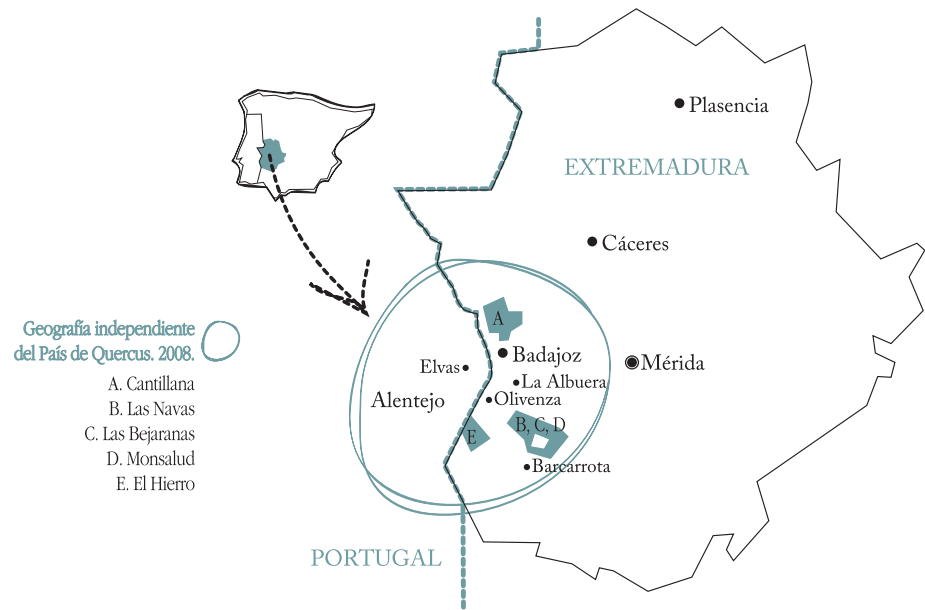 Plasencia
EXTREMADURA
Cáceres
Geografía independiente
del País de Quercus. 2008.
A. Cantillana
B. Las Navas
C. Las Bejaranas
D. Monsalud
E. El Hierro
A
Badajoz
Mérida
Elvas
La Albuera
Alentejo
Olivenza
B, C, D
E
Barcarrota
PORTUGAL